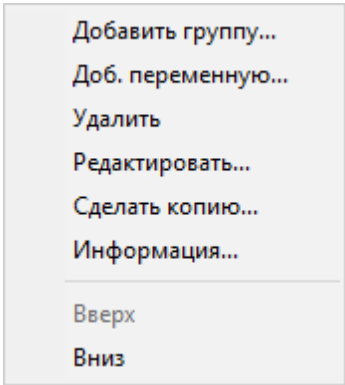 Добавить группу...
Доб. переменную...
Удалить
Редактировать...
Сделать копию...
Информация...
Вверх
Вниз